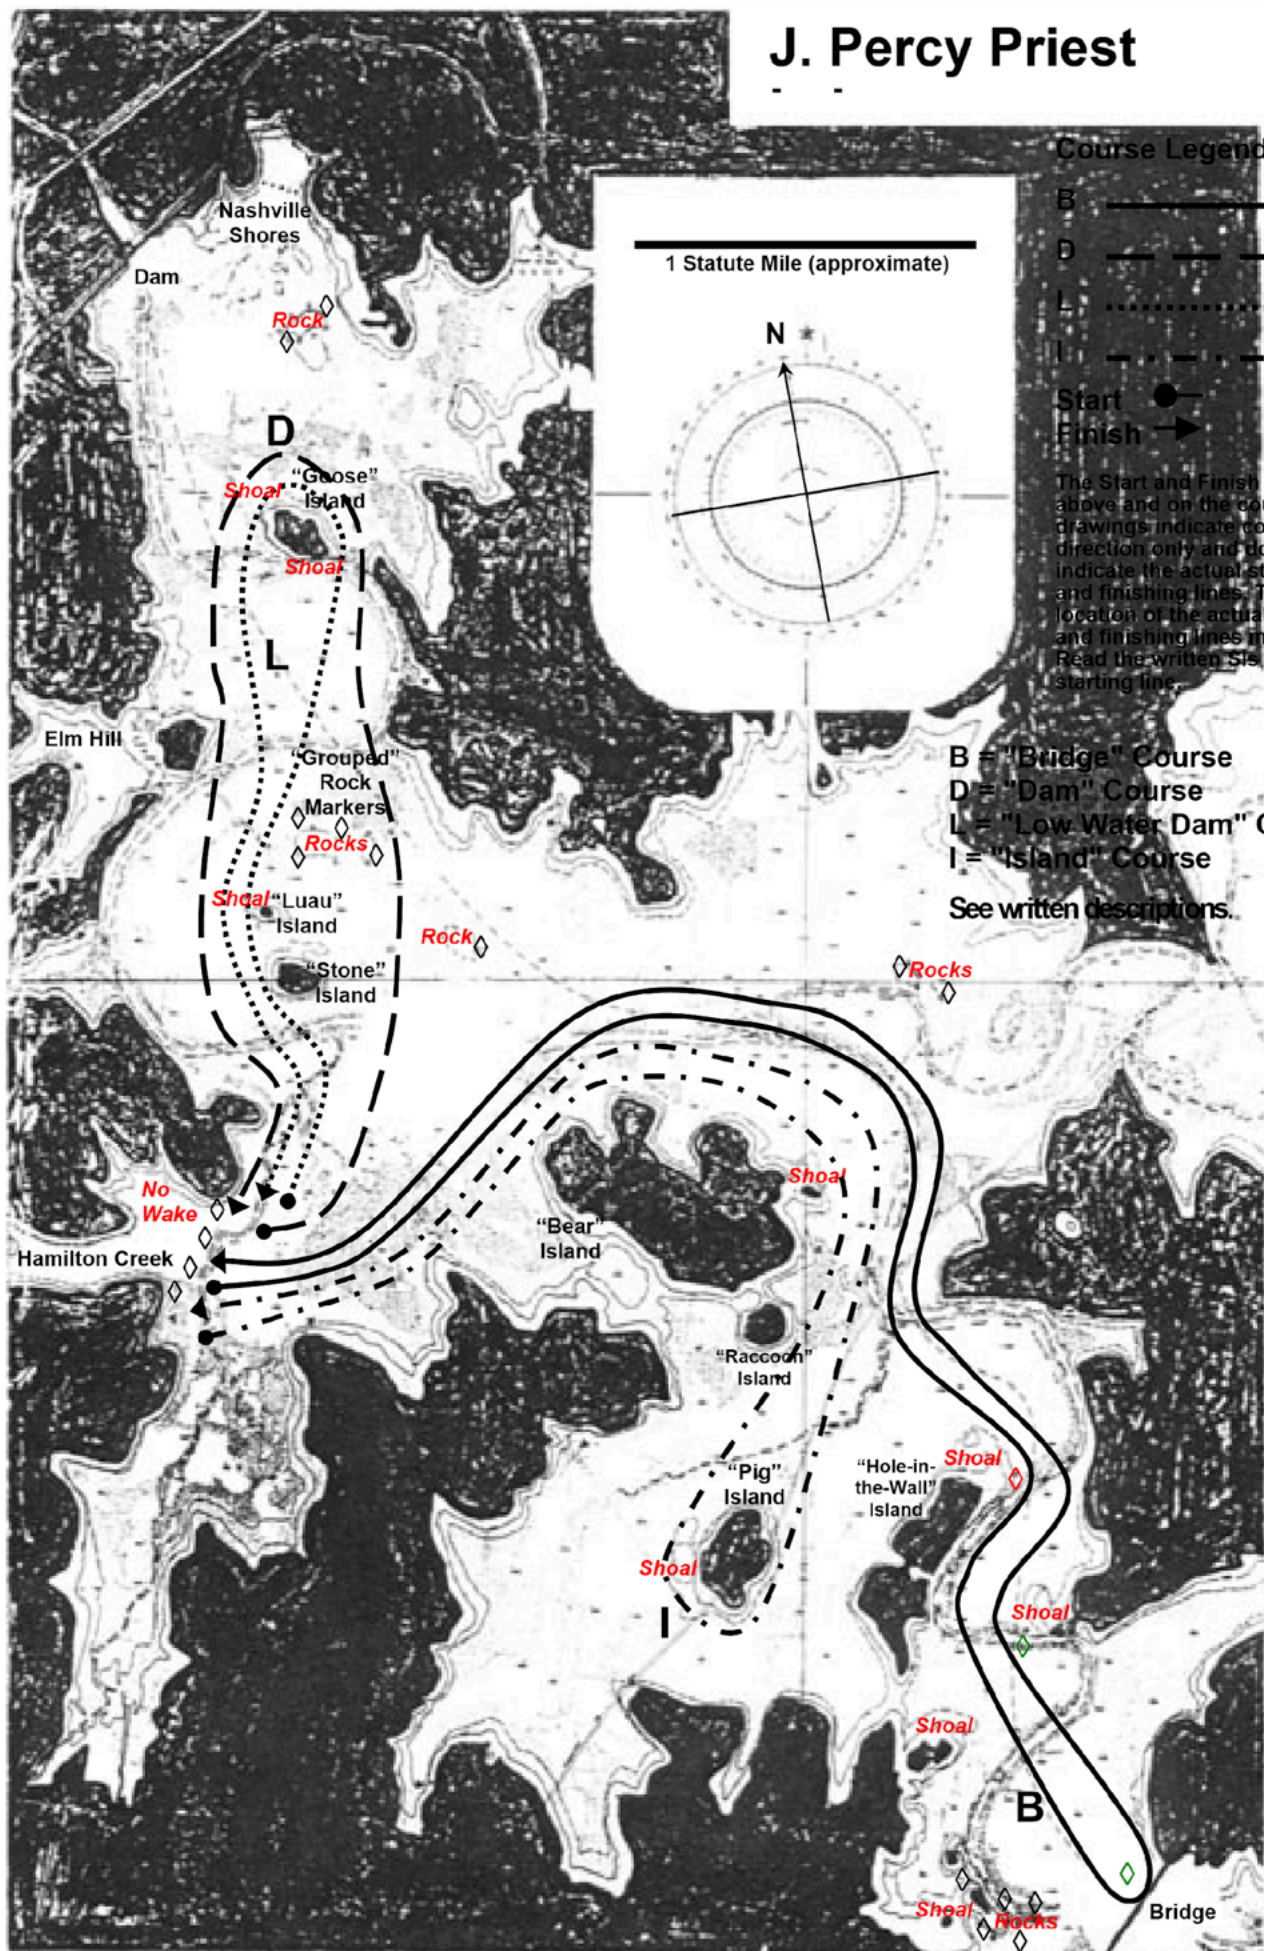 J. Percy Priest
- -
Course Legend
B
D
L
I
Start
Finish
The Start and Finish
above and on the cou
drawings indicate co
direction only and do
indicate the actual st
and finishing lines. T
location of the actual
and finishing lines m
Read the written SIs
starting line.
1 Statute Mile (approximate)
N
B = "Bridge" Course
D = "Dam" Course
L = "Low Water Dam" C
I = "Island" Course
See written descriptions.
Nashville
Shores
Dam
Rock
D
"Goose"
Island
Shoal
Shoal
L
Elm Hill
"Grouped"
Rock
Markers
Rocks
Shoal
"Luau"
Island
Rock
Rocks
"Stone"
Island
No
Wake
Shoal
"Bear"
Island
Hamilton Creek
"Raccoon"
Island
"Pig"
Island
"Hole-in-
the-Wall"
Island
Shoal
Shoal
I
Shoal
Shoal
B
Shoal
Rocks
Bridge